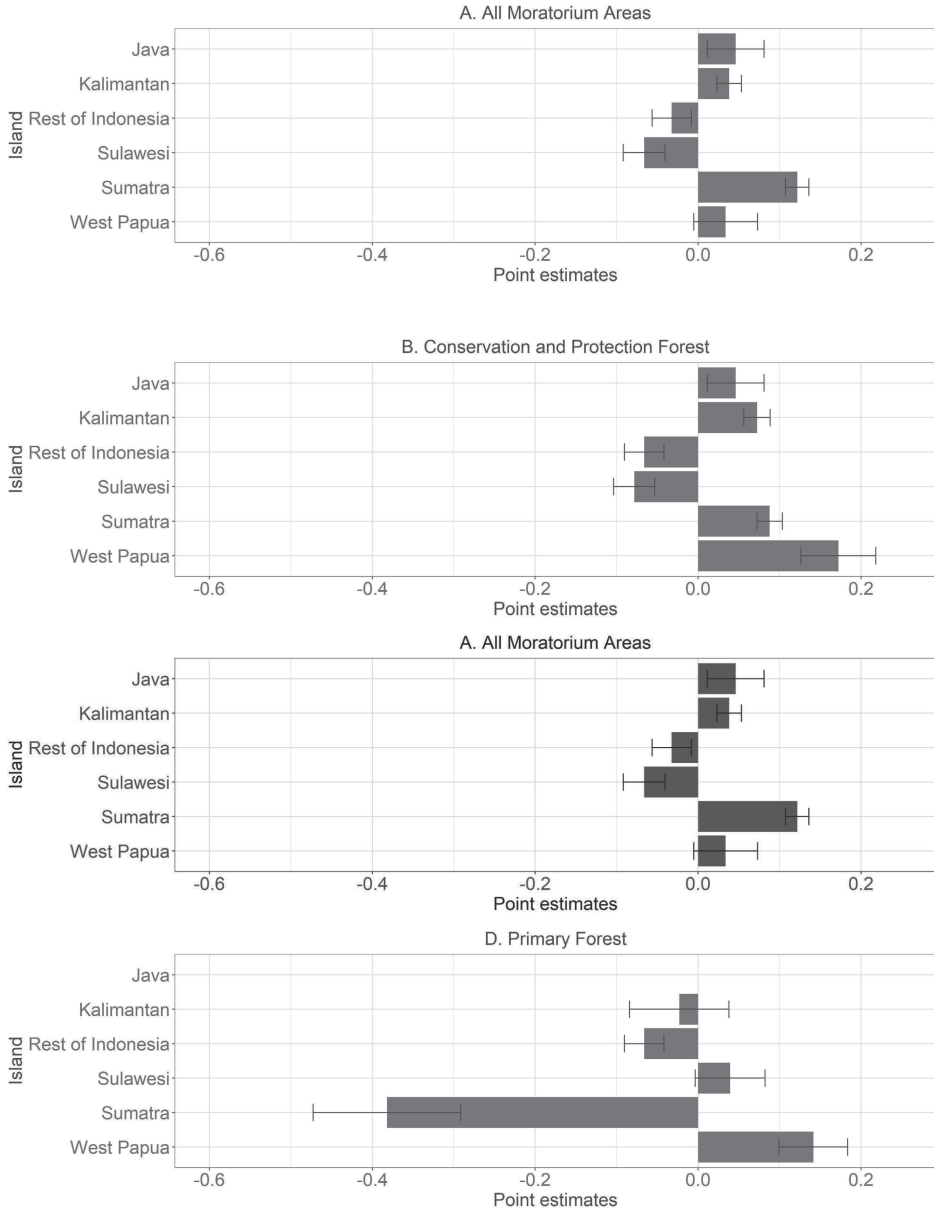 A. All Moratorium Areas
Island
Java
Kalimantan
Rest of Indonesia
Sulawesi
Sumatra
West Papua
-0.6 -0.4 -0.2 0.0 0.2
Point estimates
B. Conservation and Protection Forest
Island
Java
Kalimantan
Rest of Indonesia
Sulawesi
Sumatra
West Papua
-0.6 -0.4 -0.2 0.0 0.2
Point estimates
A. All Moratorium Areas
Island
Java
Kalimantan
Rest of Indonesia
Sulawesi
Sumatra
West Papua
-0.6 -0.4 -0.2 0.0 0.2
Point estimates
D. Primary Forest
Island
Java
Kalimantan
Rest of Indonesia
Sulawesi
Sumatra
West Papua
-0.6 -0.4 -0.2 0.0 0.2
Point estimates